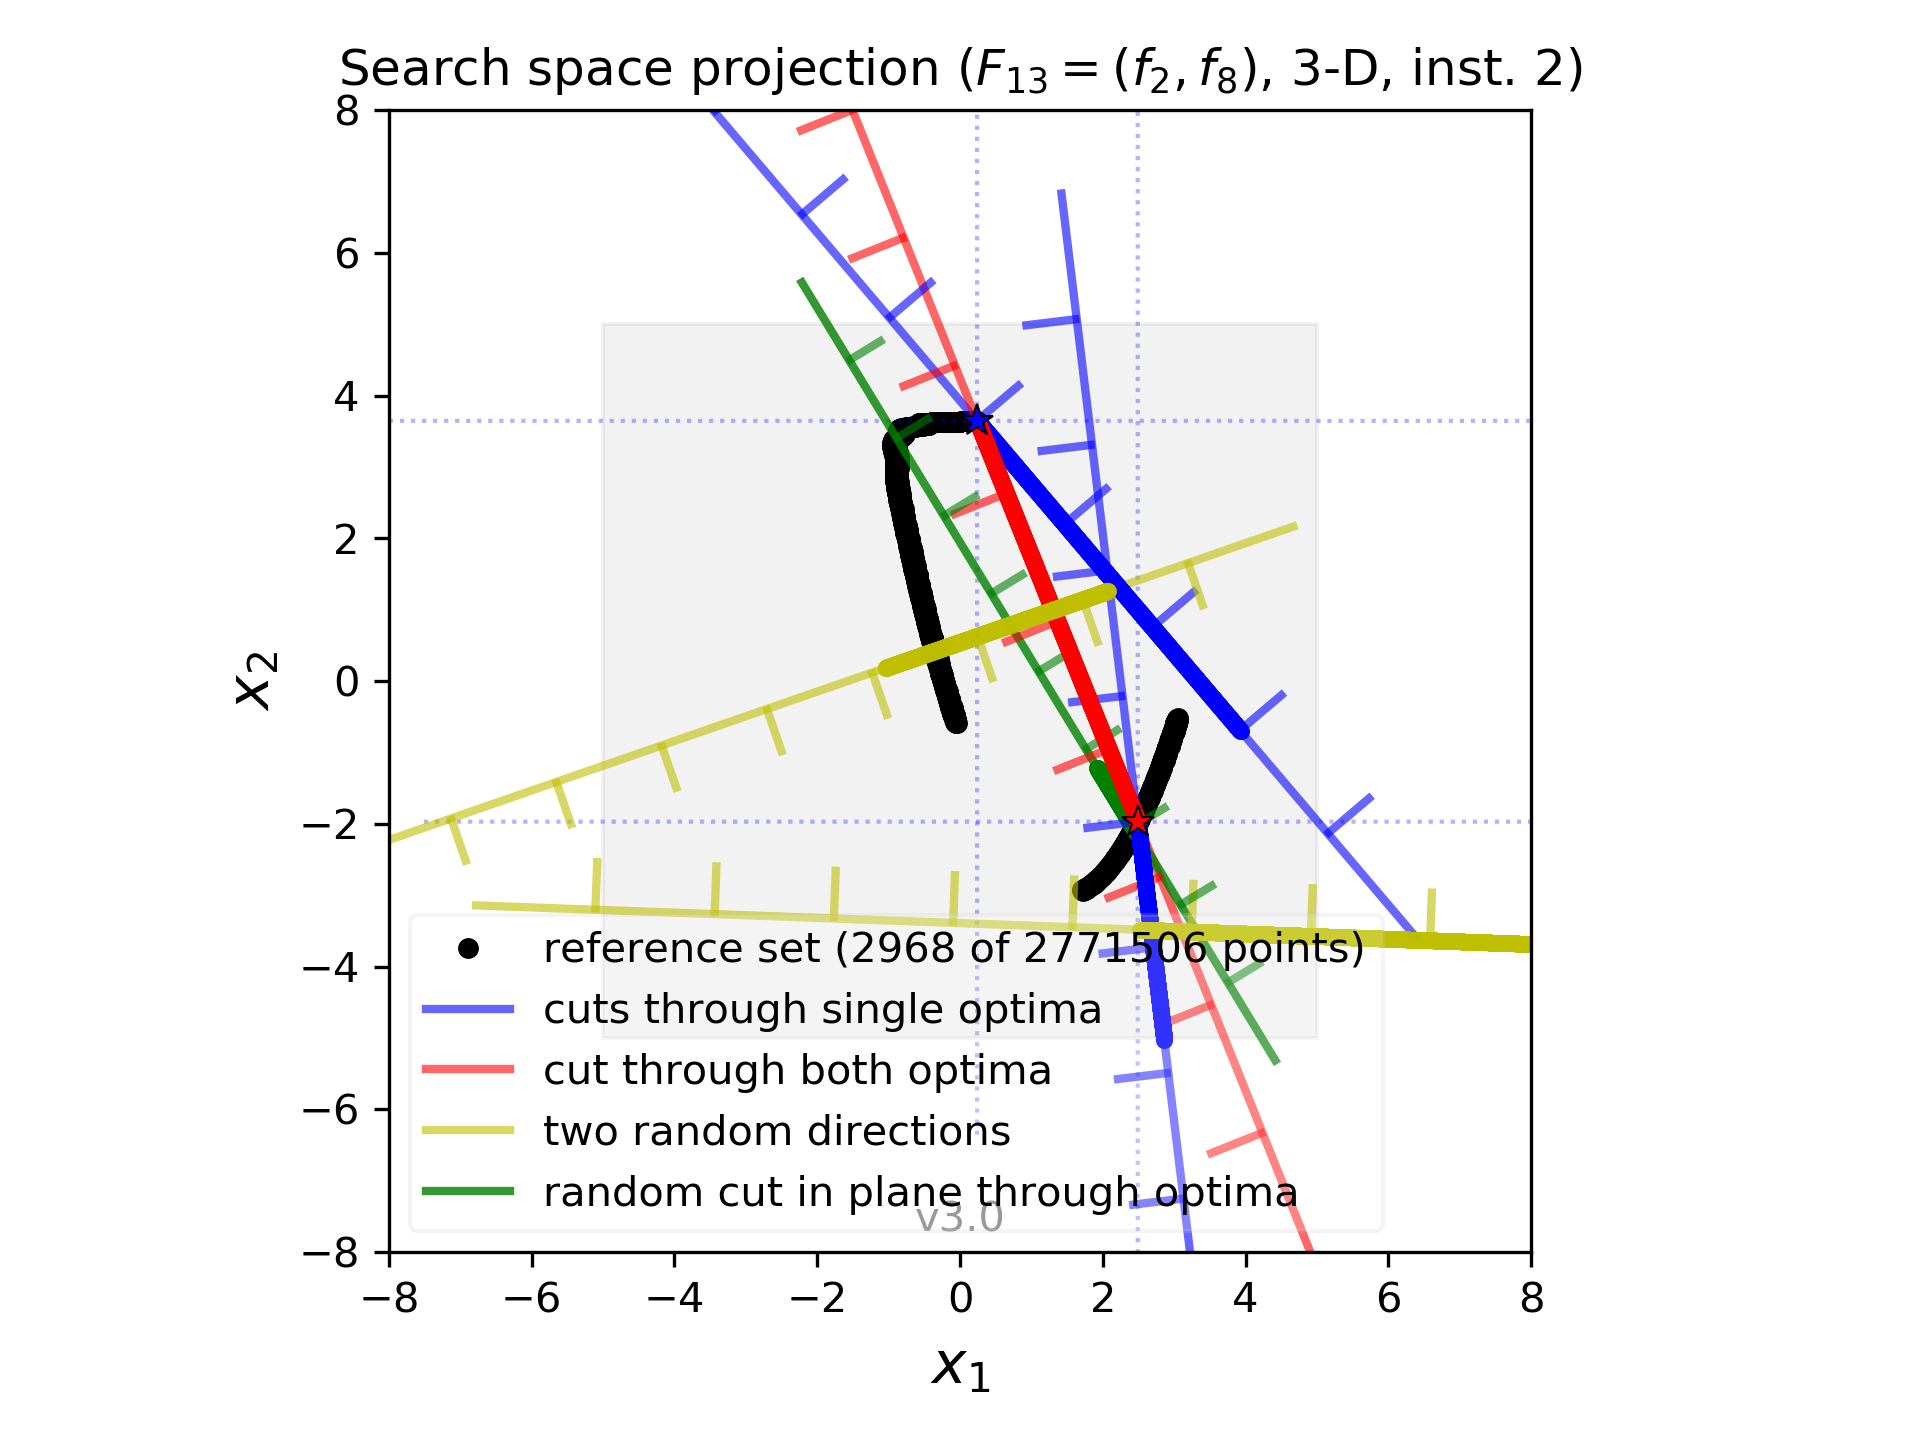 Search space projection (F₁₃ = (f₂, f₈), 3-D, inst. 2)
8
6
4
2
0
−2
−4
−6
−8
x₂
reference set (2968 of 2771506 points)
cuts through single optima
cut through both optima
two random directions
random cut in plane through optima
v3.0
−8 −6 −4 −2 0 2 4 6 8
x₁